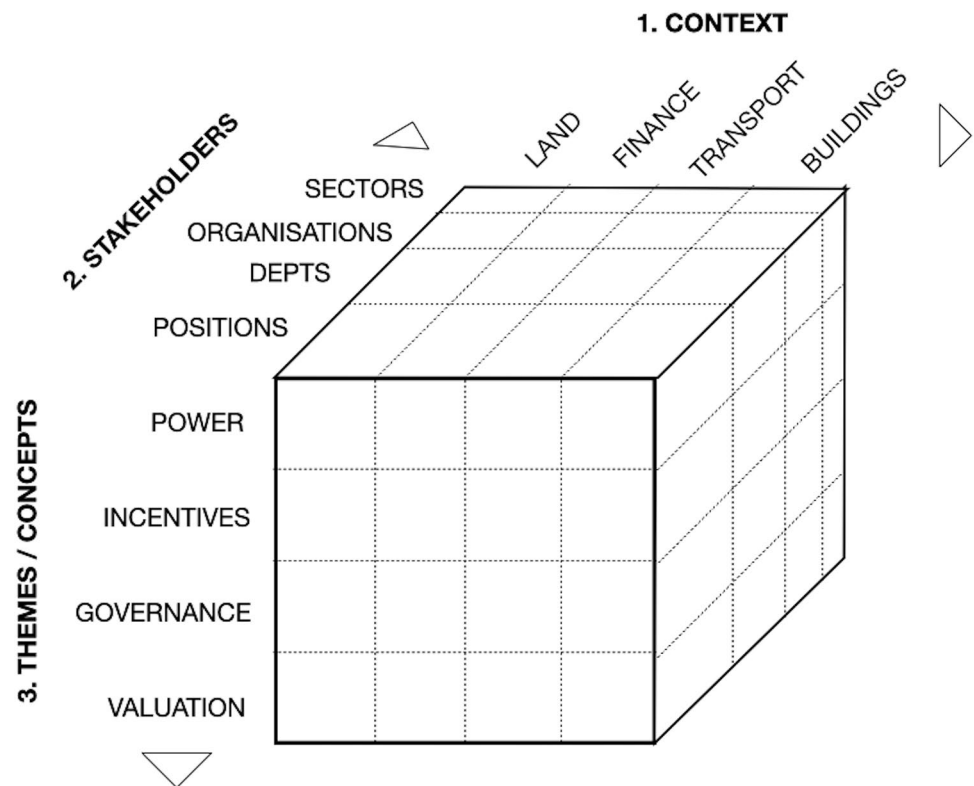 1. CONTEXT
LAND
FINANCE
TRANSPORT
BUILDINGS
2. STAKEHOLDERS
SECTORS
ORGANISATIONS
DEPTS
POSITIONS
3. THEMES / CONCEPTS
POWER
INCENTIVES
GOVERNANCE
VALUATION